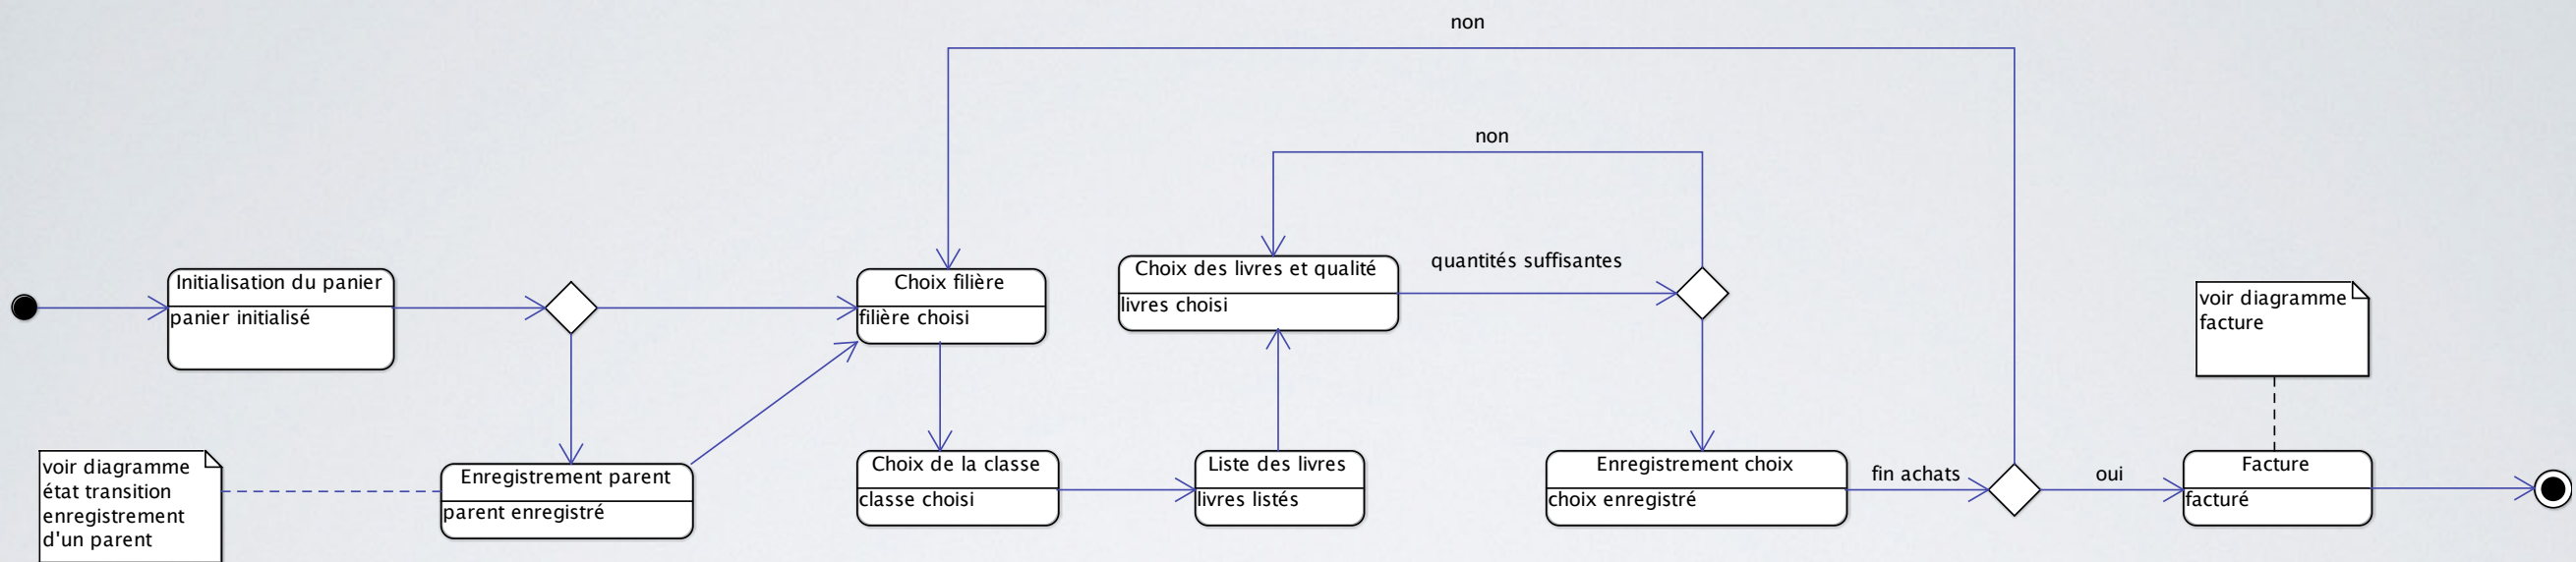 non
non
Initialisation du panier
panier initialisé
Choix filière
filière choisi
Choix des livres et qualité
livres choisi
quantités suffisantes
voir diagramme
facture
voir diagramme
état transition
enregistrement
d'un parent
Enregistrement parent
parent enregistré
Choix de la classe
classe choisi
Liste des livres
livres listés
Enregistrement choix
choix enregistré
fin achats
oui
Facture
facturé